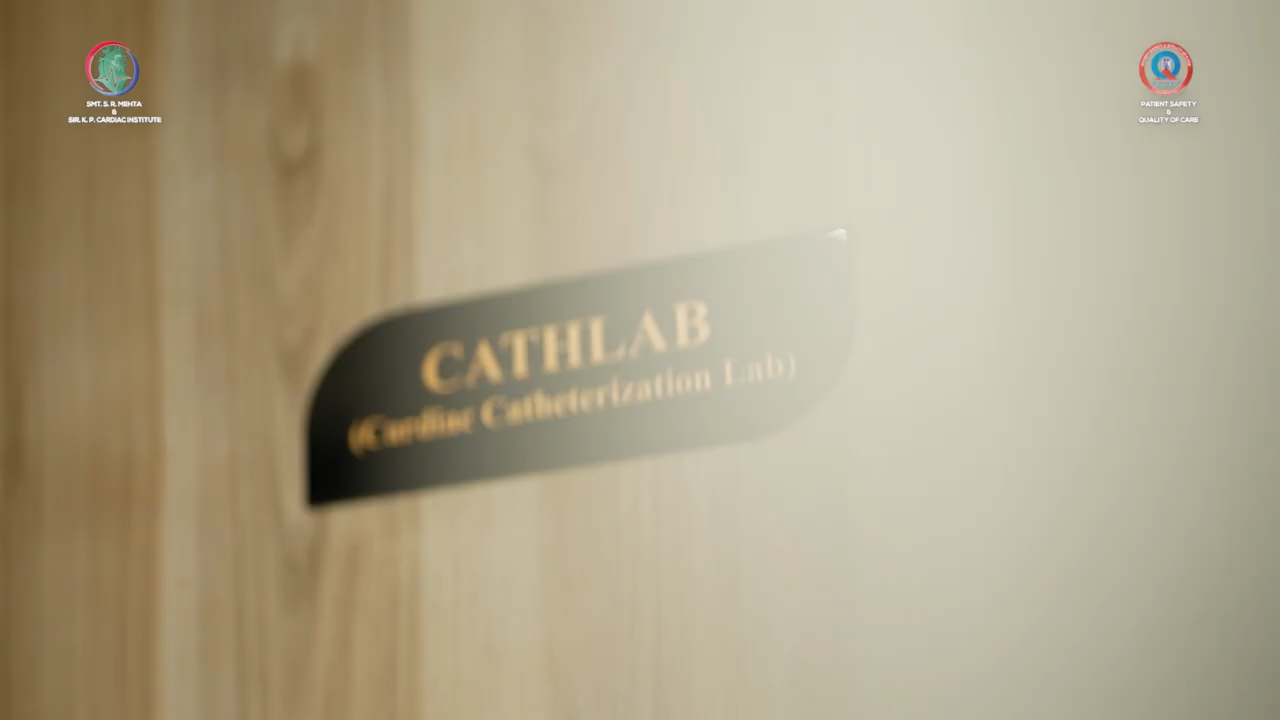 SMT. S. R. MEHTA
&
SIR. K. P. CARDIAC INSTITUTE
PATIENT SAFETY
&
QUALITY OF CARE
CATHLAB
(Cardiac Catheterization Lab)